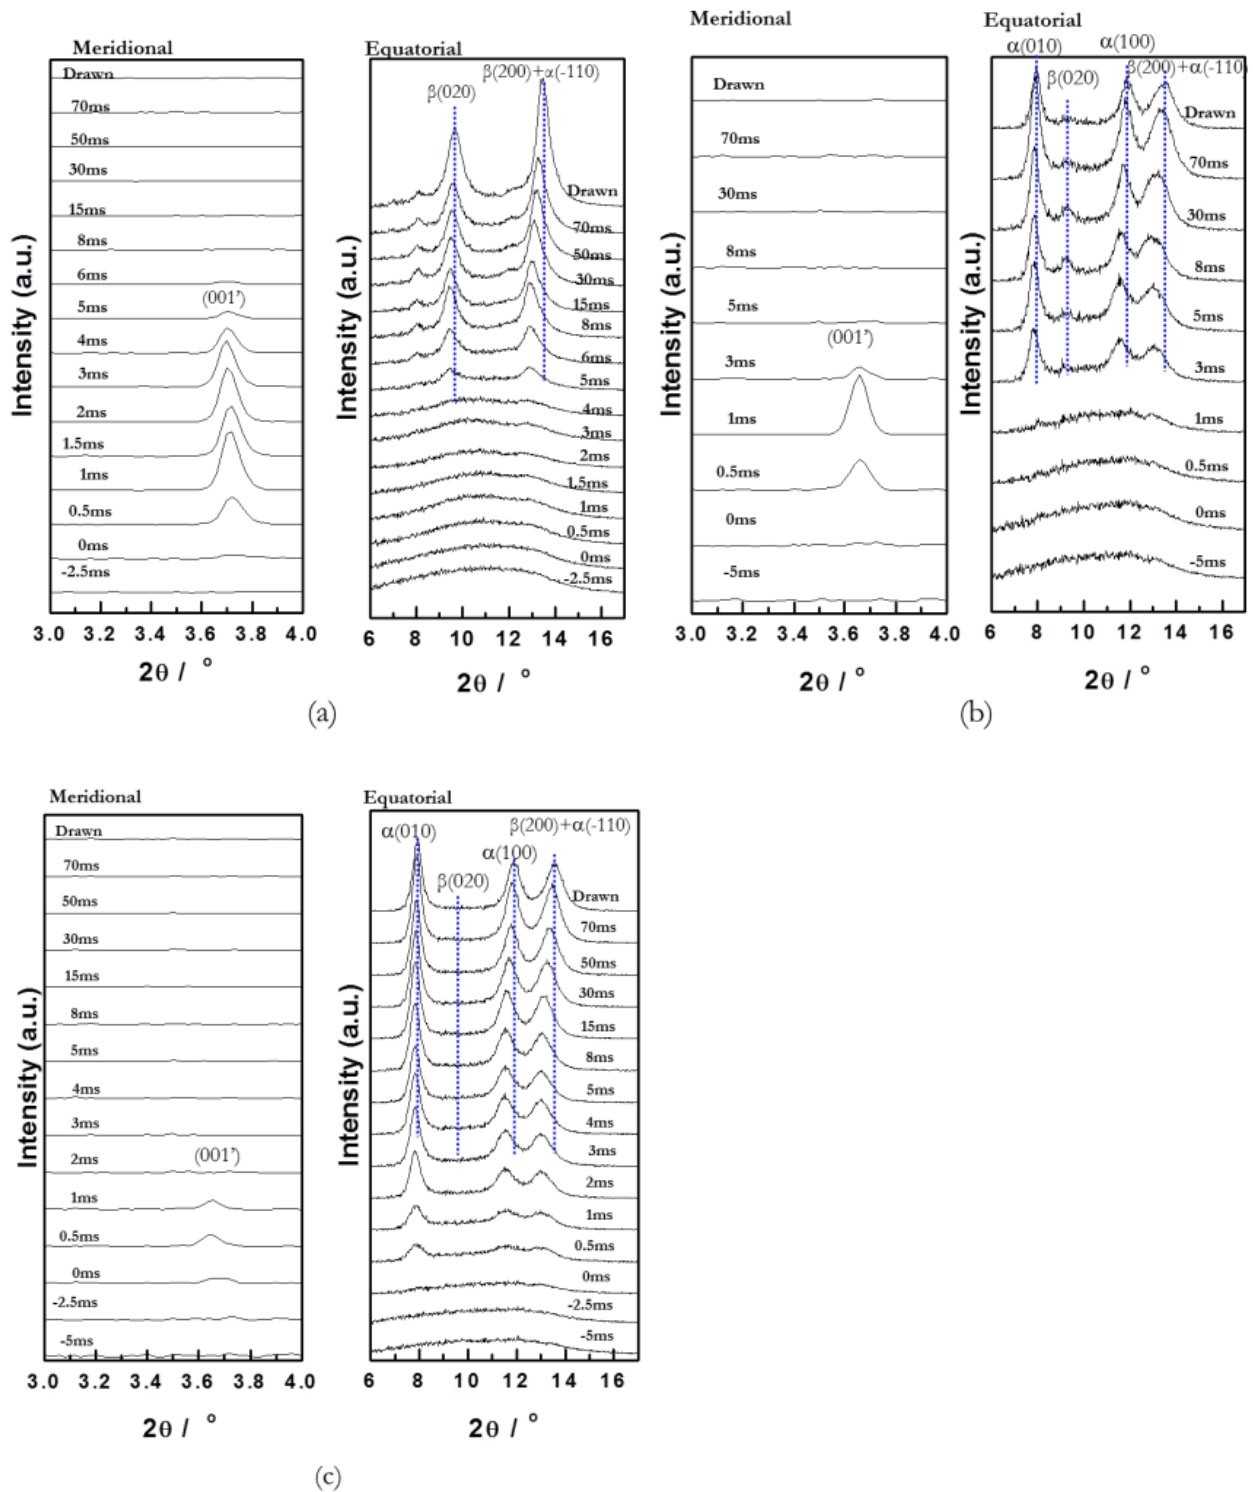 Meridional
Drawn
70ms
50ms
30ms
15ms
8ms
6ms
5ms
(001')
4ms
3ms
2ms
1.5ms
1ms
0.5ms
0ms
-2.5ms
Intensity (a.u.)
3.0 3.2 3.4 3.6 3.8 4.0
2θ / °
Equatorial
β(200)+α(-110)
β(020)
Drawn
70ms
50ms
30ms
15ms
8ms
6ms
5ms
4ms
3ms
2ms
1.5ms
1ms
0.5ms
0ms
-2.5ms
Intensity (a.u.)
6 8 10 12 14 16
2θ / °
(a)
Meridional
Drawn
70ms
30ms
8ms
5ms
(001')
3ms
1ms
0.5ms
0ms
-5ms
Intensity (a.u.)
3.0 3.2 3.4 3.6 3.8 4.0
2θ / °
Equatorial
α(010)
α(100)
β(200)+α(-110)
β(020)
Drawn
70ms
30ms
8ms
5ms
3ms
1ms
0.5ms
0ms
-5ms
Intensity (a.u.)
6 8 10 12 14 16
2θ / °
(b)
Meridional
Drawn
70ms
50ms
30ms
15ms
8ms
5ms
4ms
3ms
2ms
(001')
1ms
0.5ms
0ms
-2.5ms
-5ms
Intensity (a.u.)
3.0 3.2 3.4 3.6 3.8 4.0
2θ / °
Equatorial
β(200)+α(-110)
α(010)
α(100)
β(020)
Drawn
70ms
50ms
30ms
15ms
8ms
5ms
4ms
3ms
2ms
1ms
0.5ms
0ms
-2.5ms
-5ms
Intensity (a.u.)
6 8 10 12 14 16
2θ / °
(c)